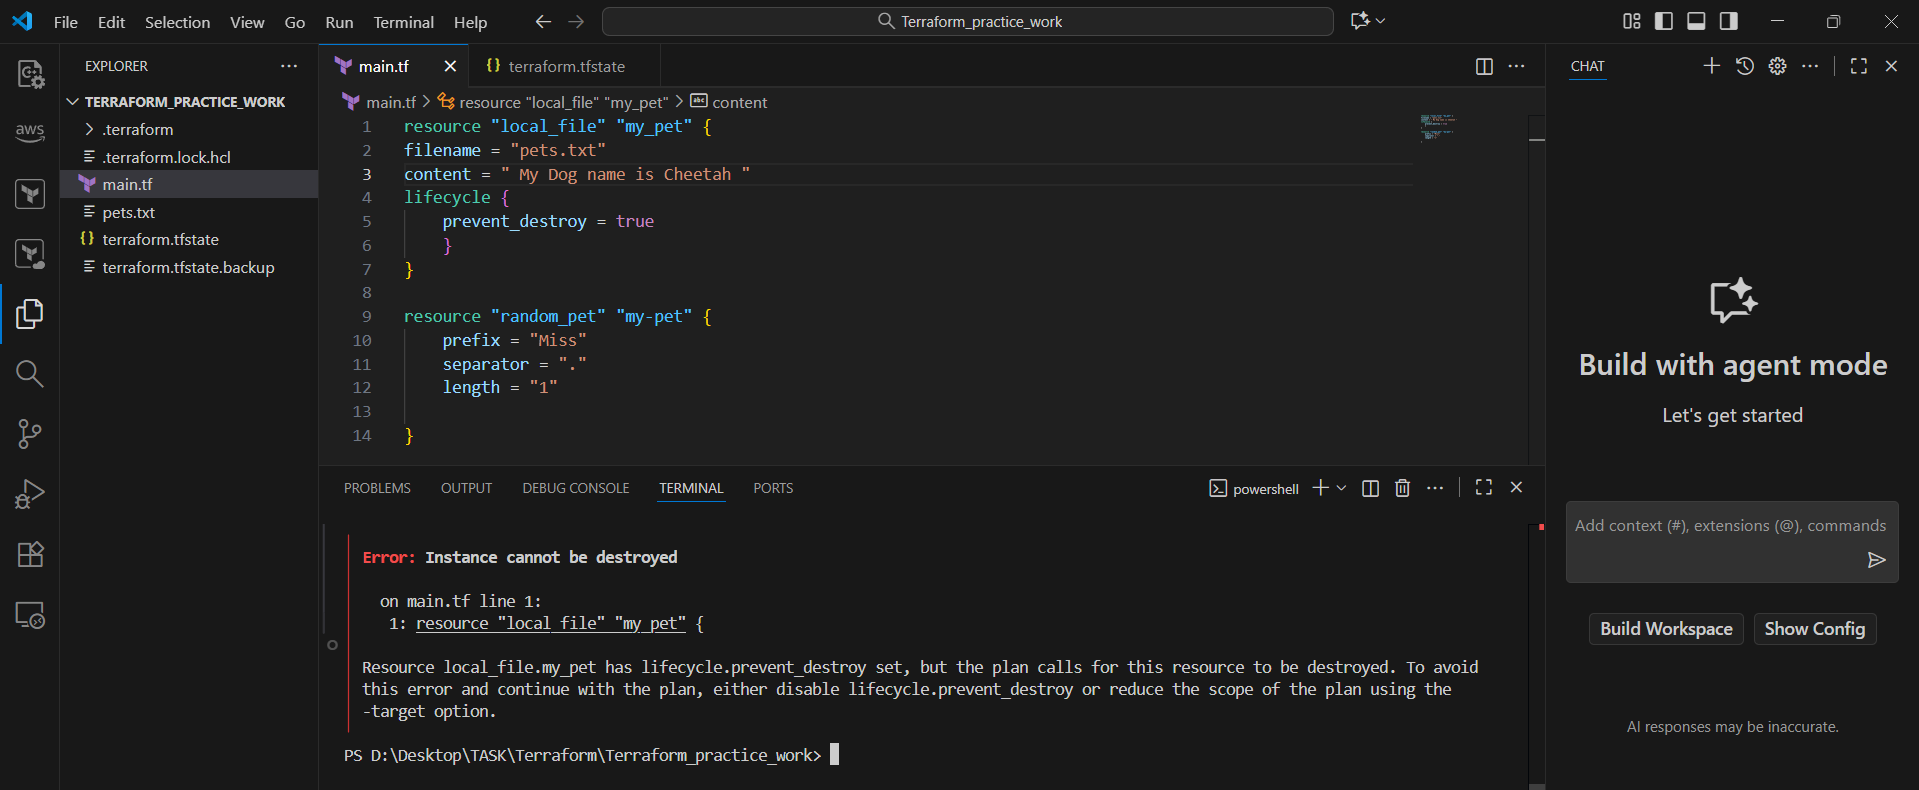 File Edit Selection View Go Run Terminal Help
Terraform_practice_work
EXPLORER
TERRAFORM_PRACTICE_WORK
.terraform
.terraform.lock.hcl
main.tf
pets.txt
terraform.tfstate
terraform.tfstate.backup
aws
main.tf
terraform.tfstate
main.tf > resource "local_file" "my_pet" > content
1 resource "local_file" "my_pet" {
2 filename = "pets.txt"
3 content = " My Dog name is Cheetah "
4 lifecycle {
5 prevent_destroy = true
6 }
7 }
8
9 resource "random_pet" "my-pet" {
10 prefix = "Miss"
11 separator = "."
12 length = "1"
13
14 }
PROBLEMS OUTPUT DEBUG CONSOLE TERMINAL PORTS
powershell
Error: Instance cannot be destroyed
on main.tf line 1:
1: resource "local_file" "my_pet" {
Resource local_file.my_pet has lifecycle.prevent_destroy set, but the plan calls for this resource to be destroyed. To avoid
this error and continue with the plan, either disable lifecycle.prevent_destroy or reduce the scope of the plan using the
-target option.
PS D:\Desktop\TASK\Terraform\Terraform_practice_work>
CHAT
Build with agent mode
Let's get started
Add context (#), extensions (@), commands
Build Workspace Show Config
AI responses may be inaccurate.